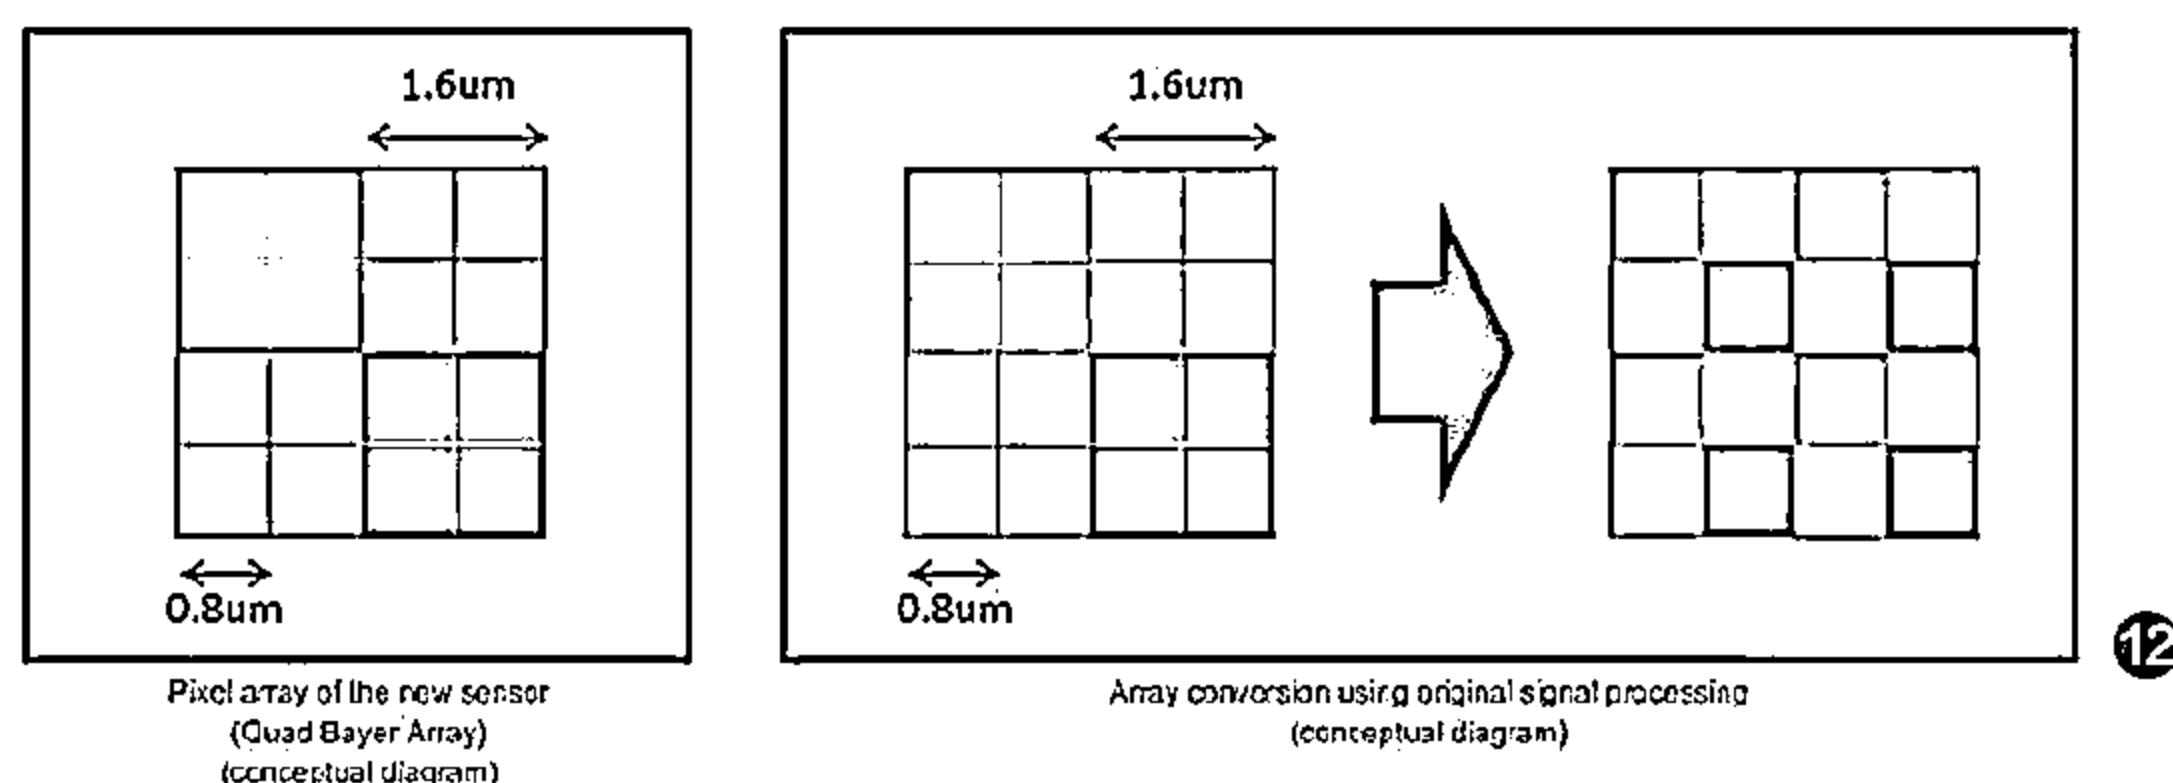 1.6um
0.8um
Pixel array of the new sensor
(Quad Bayer Array)
(conceptual diagram)
1.6um
0.8um
Array conversion using original signal processing
(conceptual diagram)
12